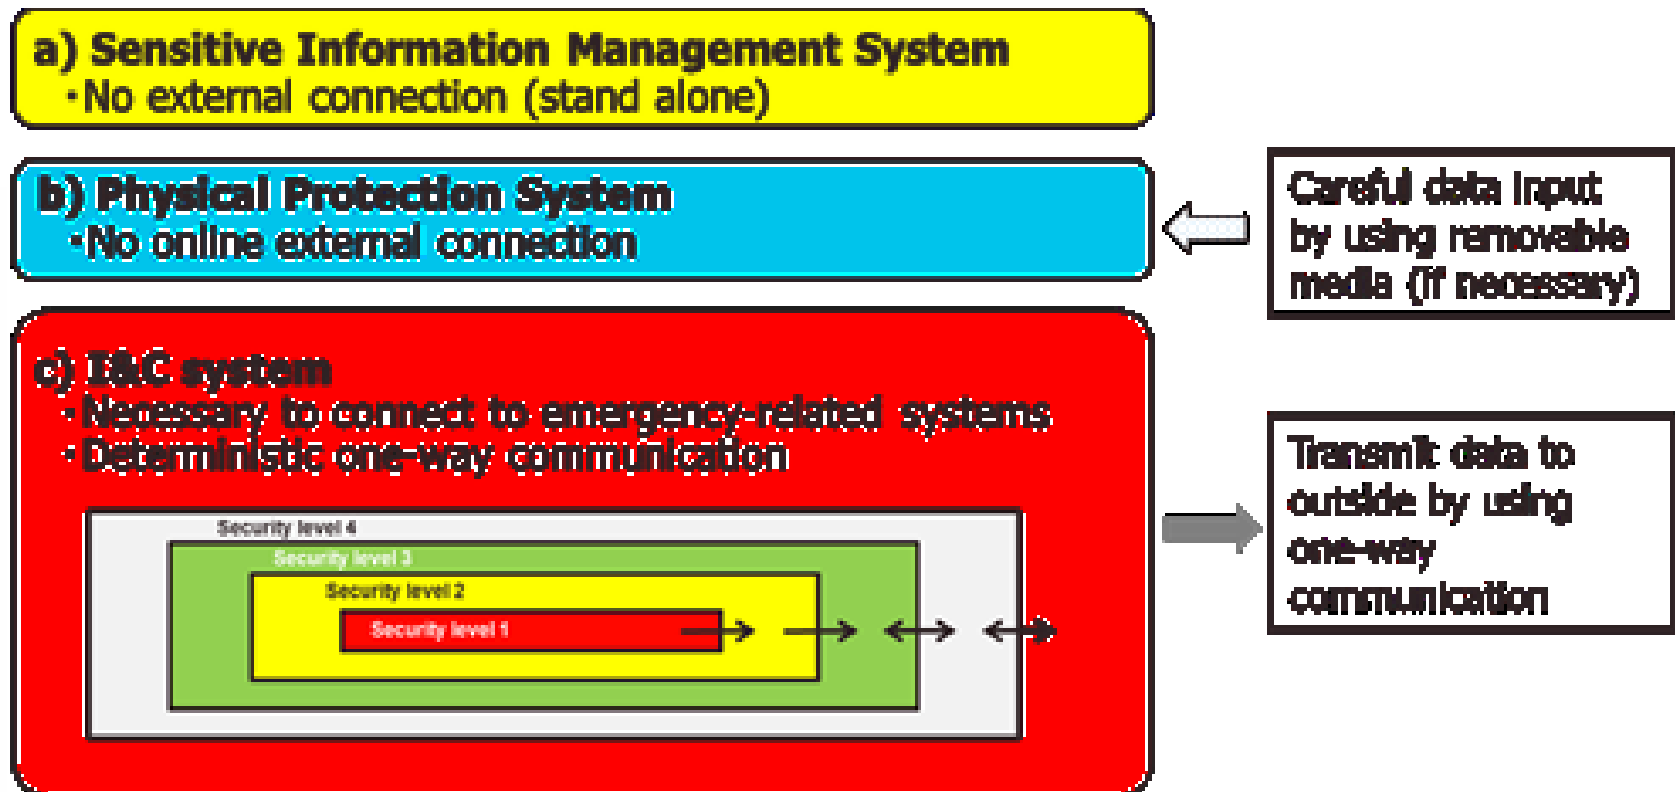 a) Sensitive Information Management System
・No external connection (stand alone)
b) Physical Protection System
・No online external connection
Careful data input
by using removable
media (if necessary)
c) I&C system
・Necessary to connect to emergency-related systems
・Deterministic one-way communication
Transmit data to
outside by using
one-way
communication
Security level 4
Security level 3
Security level 2
Security level 1